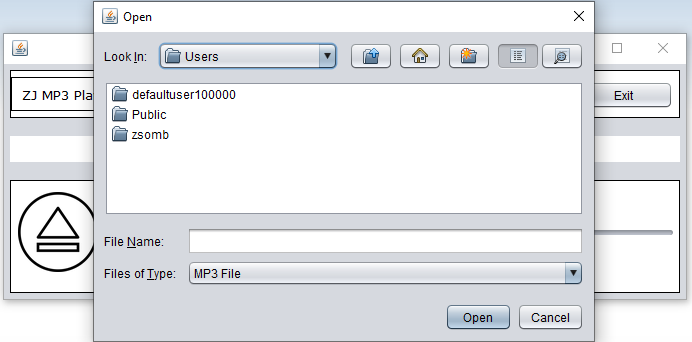 Open
Look In: Users
ZJ MP3 Pla
Exit
defaultuser100000
Public
zsomb
File Name:
Files of Type: MP3 File
Open Cancel